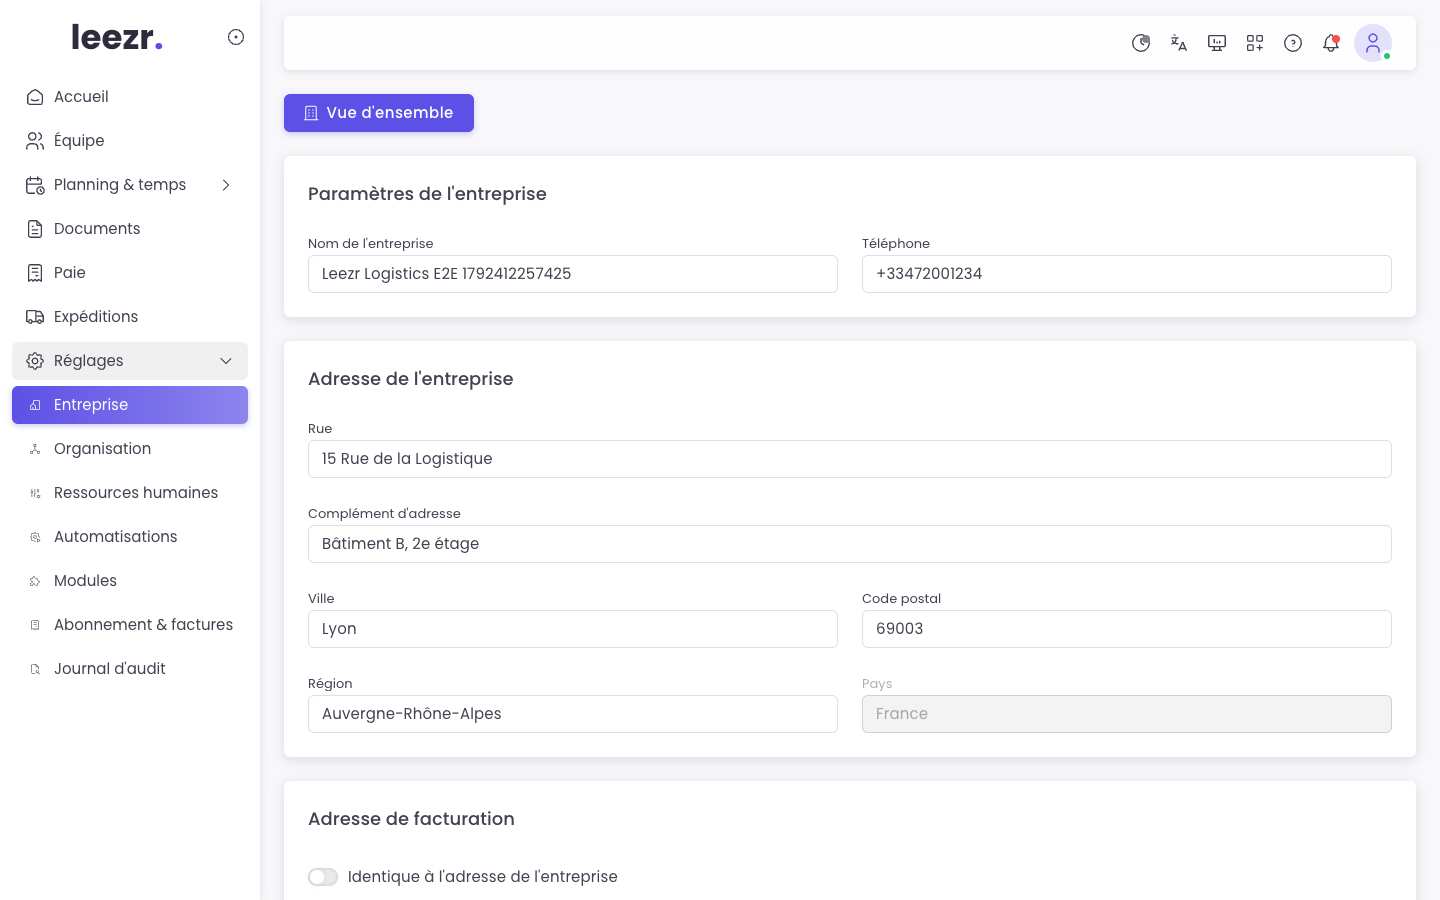 leezr.
Accueil
Équipe
Planning & temps
Documents
Paie
Expéditions
Réglages
Entreprise
Organisation
Ressources humaines
Automatisations
Modules
Abonnement & factures
Journal d'audit
Vue d'ensemble
Paramètres de l'entreprise
Nom de l'entreprise
Leezr Logistics E2E 1792412257425
Téléphone
+33472001234
Adresse de l'entreprise
Rue
15 Rue de la Logistique
Complément d'adresse
Bâtiment B, 2e étage
Ville
Lyon
Code postal
69003
Région
Auvergne-Rhône-Alpes
Pays
France
Adresse de facturation
Identique à l'adresse de l'entreprise